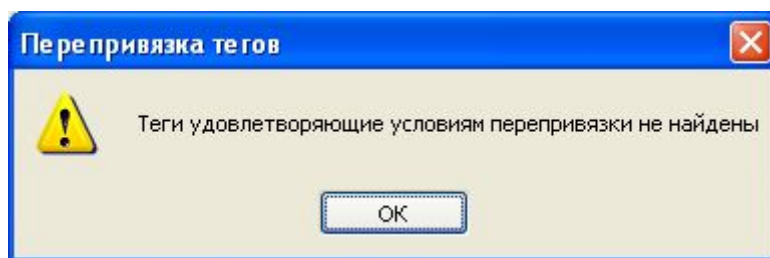 Перепривязка тегов
Теги удовлетворяющие условиям перепривязки не найдены
OK